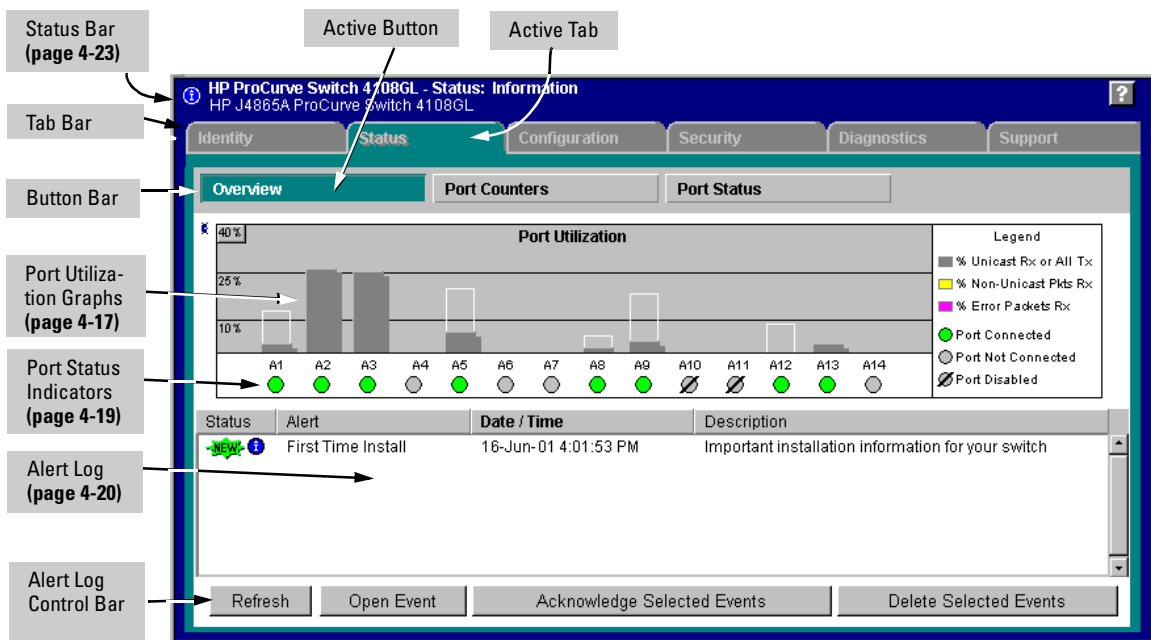 Status Bar
(page 4-23)
Active Button
Active Tab
HP ProCurve Switch 4108GL - Status: Information
HP J4865A ProCurve Switch 4108GL
?
Tab Bar
Identity
Status
Configuration
Security
Diagnostics
Support
Button Bar
Overview
Port Counters
Port Status
Port Utiliza-
tion Graphs
(page 4-17)
40%
Port Utilization
25%
10%
Legend
% Unicast Rx or All Tx
% Non-Unicast Pkts Rx
% Error Packets Rx
Port Connected
Port Not Connected
Port Disabled
Port Status
Indicators
(page 4-19)
A1 A2 A3 A4 A5 A6 A7 A8 A9 A10 A11 A12 A13 A14
Status Alert Date / Time Description
NEW First Time Install 16-Jun-01 4:01:53 PM Important installation information for your switch
Alert Log
(page 4-20)
Alert Log
Control Bar
Refresh
Open Event
Acknowledge Selected Events
Delete Selected Events